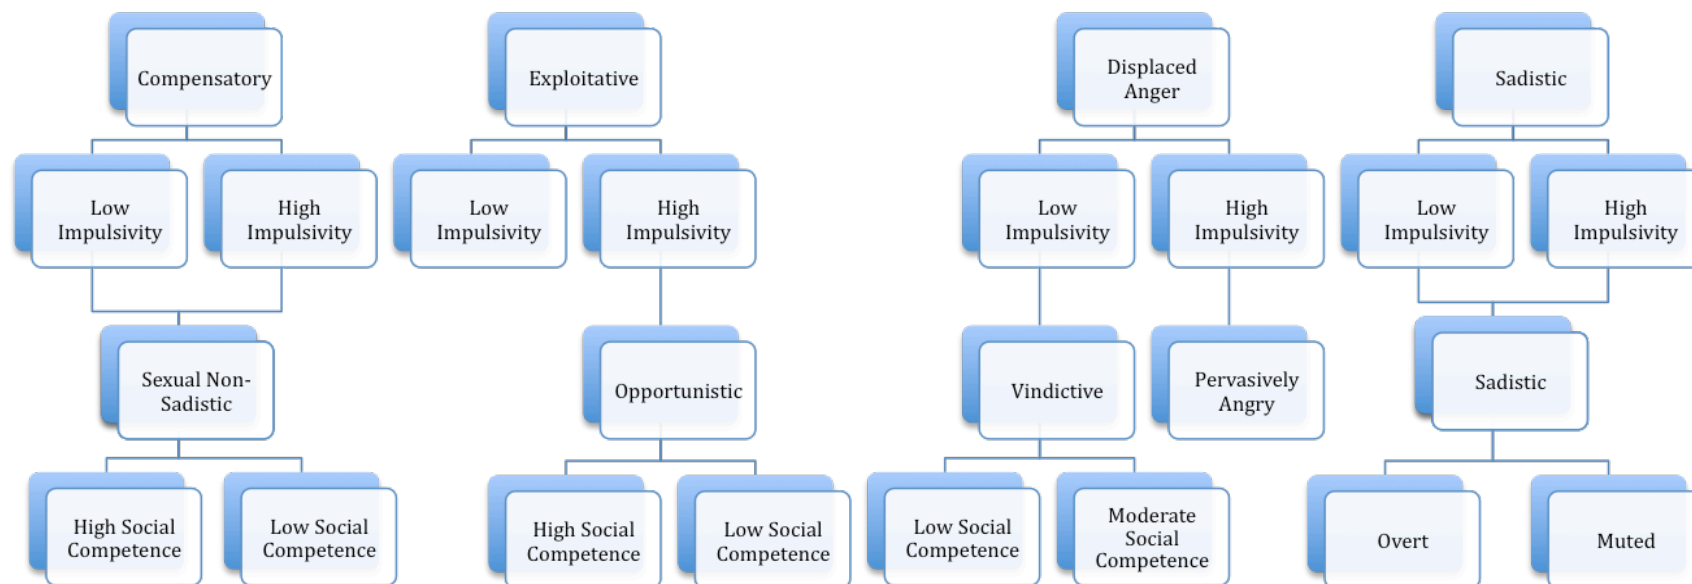 Compensatory
Exploitative
Displaced
Anger
Sadistic
Low
Impulsivity
High
Impulsivity
Low
Impulsivity
High
Impulsivity
Low
Impulsivity
High
Impulsivity
Low
Impulsivity
High
Impulsivity
Sexual Non-
Sadistic
Opportunistic
Vindictive
Pervasively
Angry
Sadistic
High Social
Competence
Low Social
Competence
High Social
Competence
Low Social
Competence
Low Social
Competence
Moderate
Social
Competence
Overt
Muted